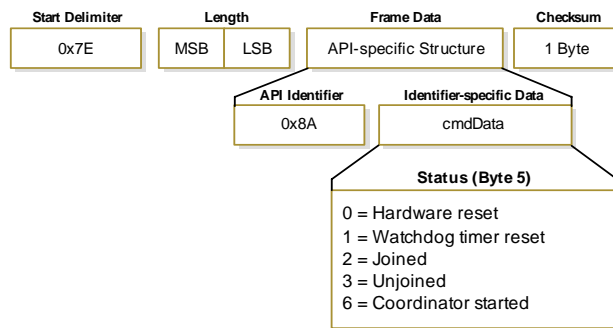 Start Delimiter Length Frame Data Checksum
0x7E MSB LSB API-specific Structure 1 Byte
API Identifier Identifier-specific Data
0x8A cmdData
Status (Byte 5)
0 = Hardware reset
1 = Watchdog timer reset
2 = Joined
3 = Unjoined
6 = Coordinator started